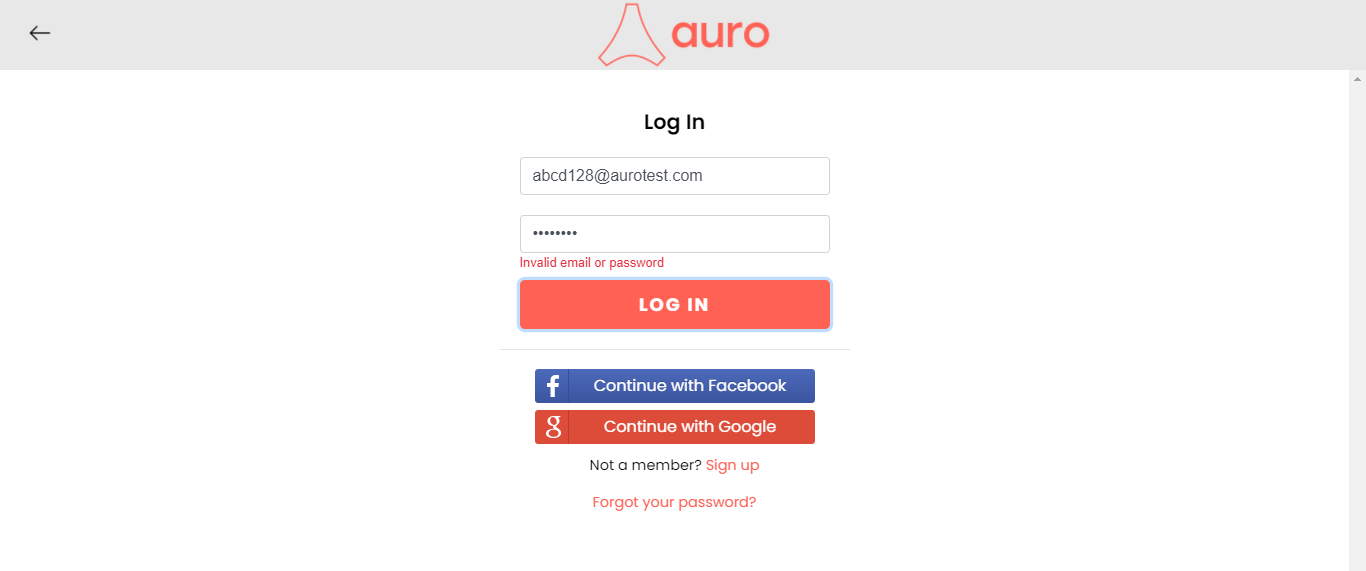 auro
Log In
abcd128@aurotest.com
••••••••
Invalid email or password
LOG IN
f Continue with Facebook
g Continue with Google
Not a member? Sign up
Forgot your password?